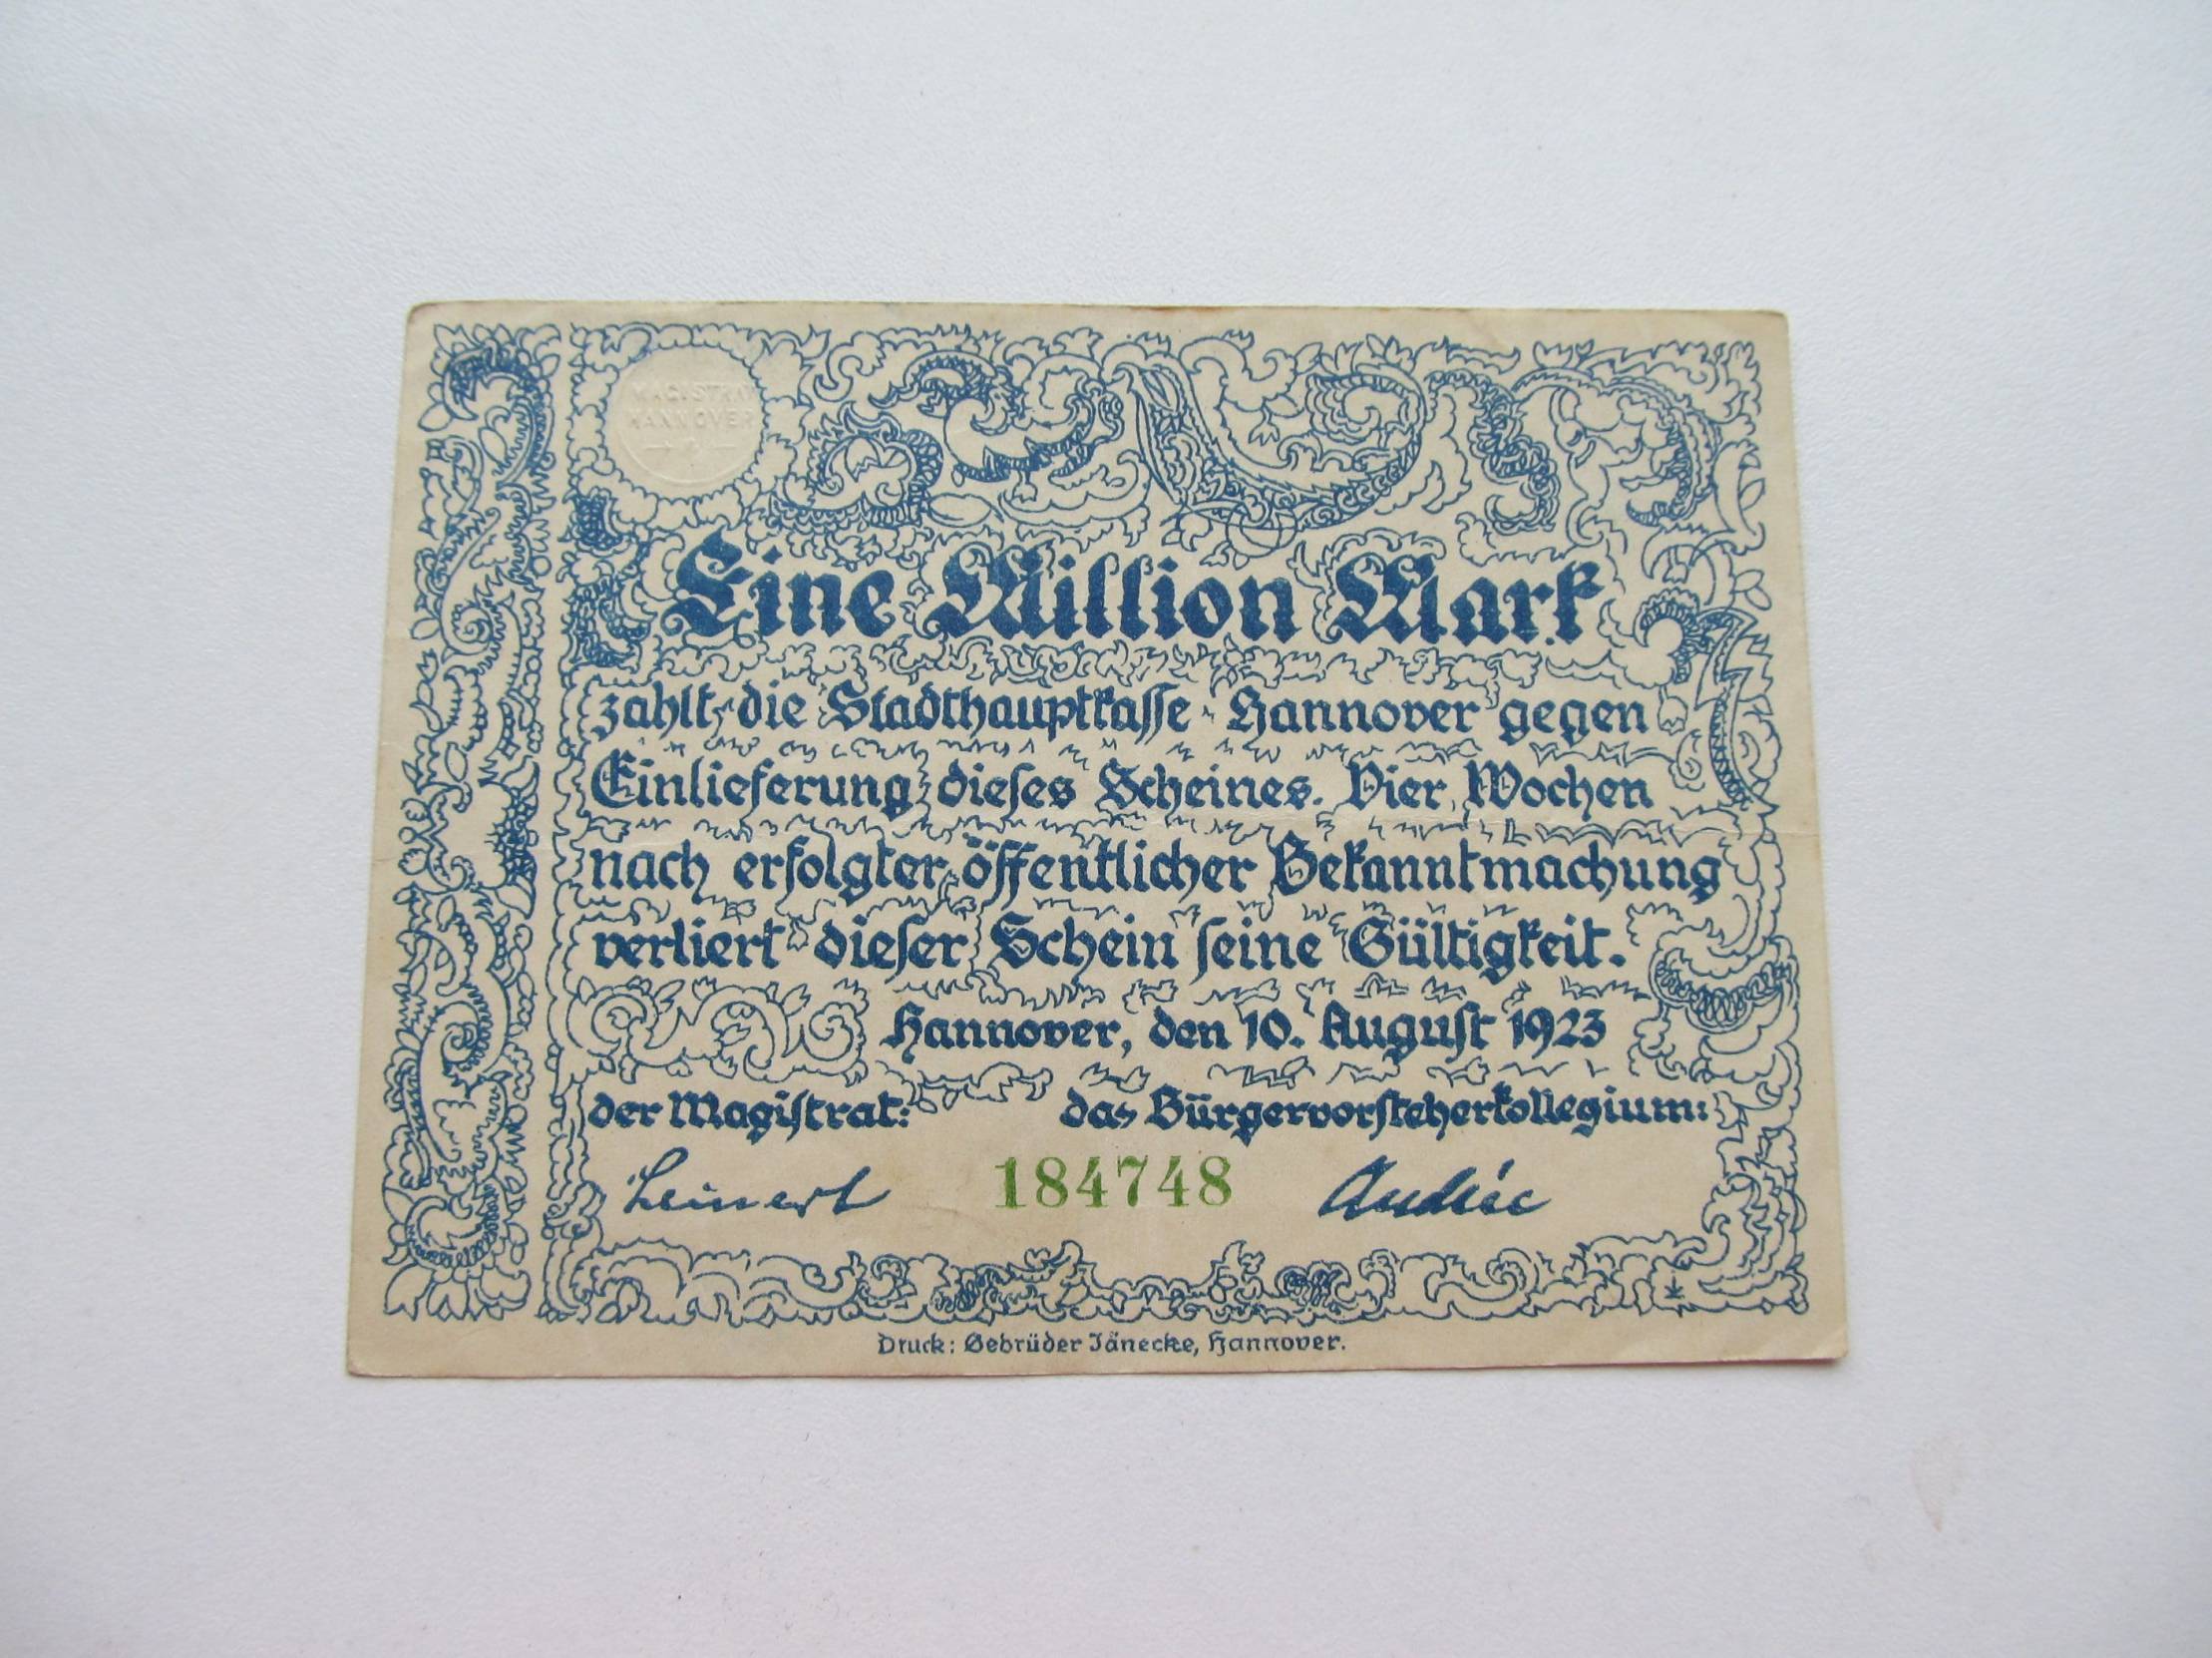 MAGISTRAT
HANNOVER
Eine Million Mark
zahlt die Stadthauptkasse Hannover gegen
Einlieferung dieses Scheines. Vier Wochen
nach erfolgter öffentlicher Bekanntmachung
verliert dieser Schein seine Gültigkeit.
Hannover, den 10. August 1923
der Magistrat: das Bürgervorsteherkollegium:
Leinert 184748
Druck: Gebrüder Jänecke, Hannover.